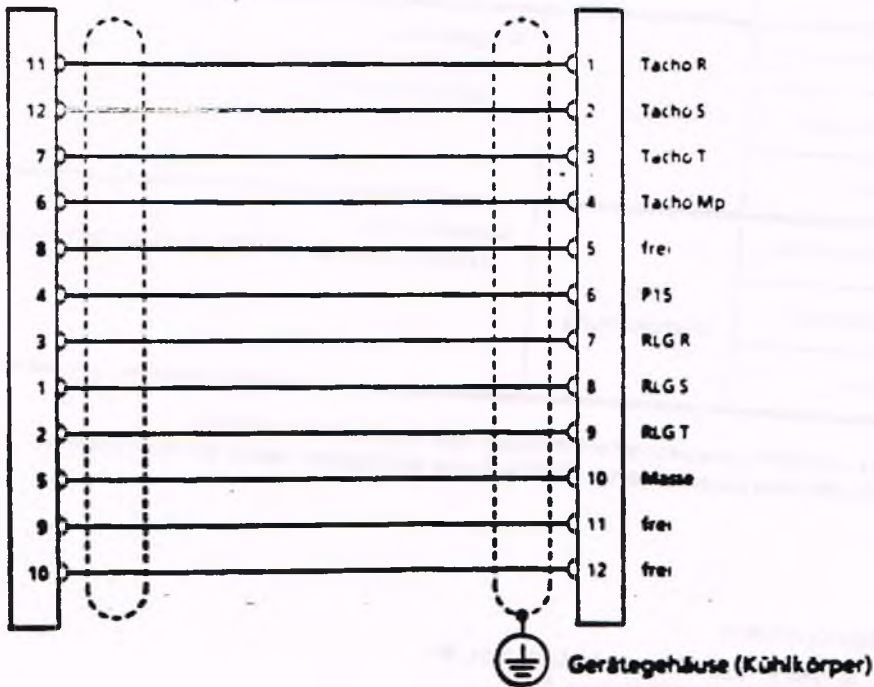 11 1 Tacho R
12 2 Tacho S
7 3 Tacho T
6 4 Tacho Mp
8 5 frei
4 6 P15
3 7 RLG R
1 8 RLG S
2 9 RLG T
5 10 Masse
9 11 frei
10 12 frei
Gerätegehäuse (Kühlkörper)